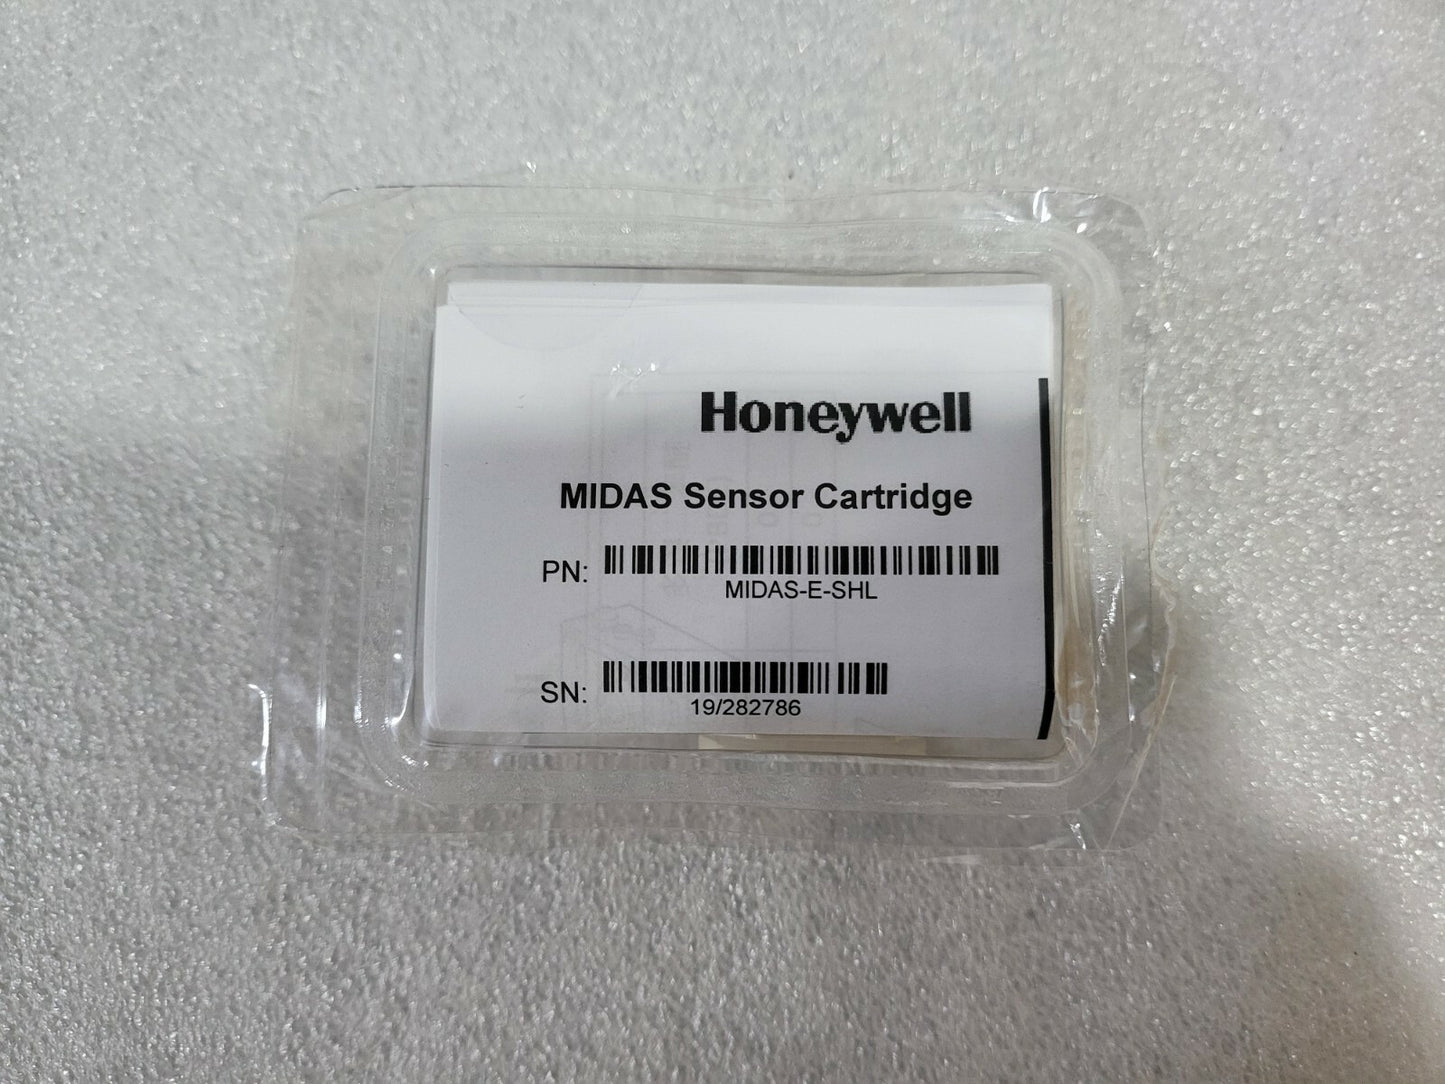 Honeywell
MIDAS Sensor Cartridge
PN:
MIDAS-E-SHL
SN:
19/282786